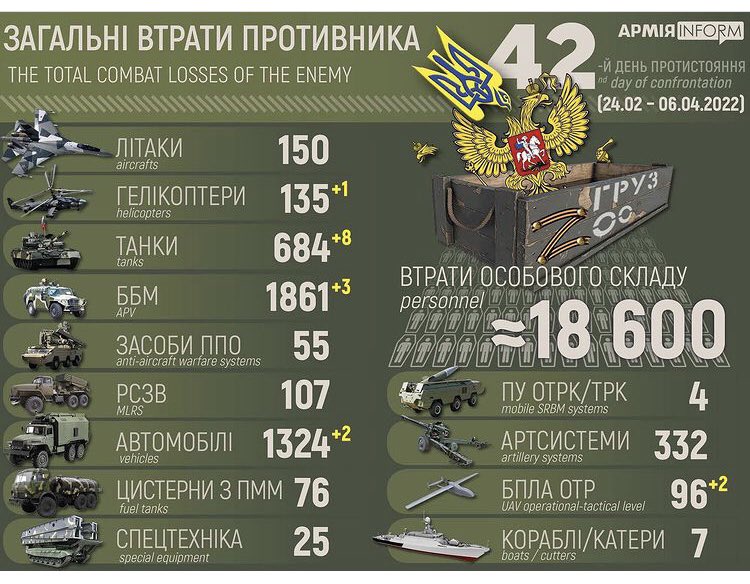 ЗАГАЛЬНІ ВТРАТИ ПРОТИВНИКА
THE TOTAL COMBAT LOSSES OF THE ENEMY
АРМІЯ INFORM
42
-й ДЕНЬ ПРОТИСТОЯННЯ
nd day of confrontation
(24.02 – 06.04.2022)
ЛІТАКИ 150
aircrafts
ГЕЛІКОПТЕРИ 135 +1
helicopters
ТАНКИ 684 +8
tanks
ББМ 1861 +3
APV
ЗАСОБИ ППО 55
anti-aircraft warfare systems
РСЗВ 107
MLRS
АВТОМОБІЛІ 1324 +2
vehicles
ЦИСТЕРНИ З ПММ 76
fuel tanks
СПЕЦТЕХНІКА 25
special equipment
ГРУЗ
Z
ВТРАТИ ОСОБОВОГО СКЛАДУ
personnel
≈18 600
ПУ ОТРК/ТРК 4
mobile SRBM systems
АРТСИСТЕМИ 332
artillery systems
БПЛА ОТР 96 +2
UAV operational-tactical level
КОРАБЛІ/КАТЕРИ 7
boats / cutters